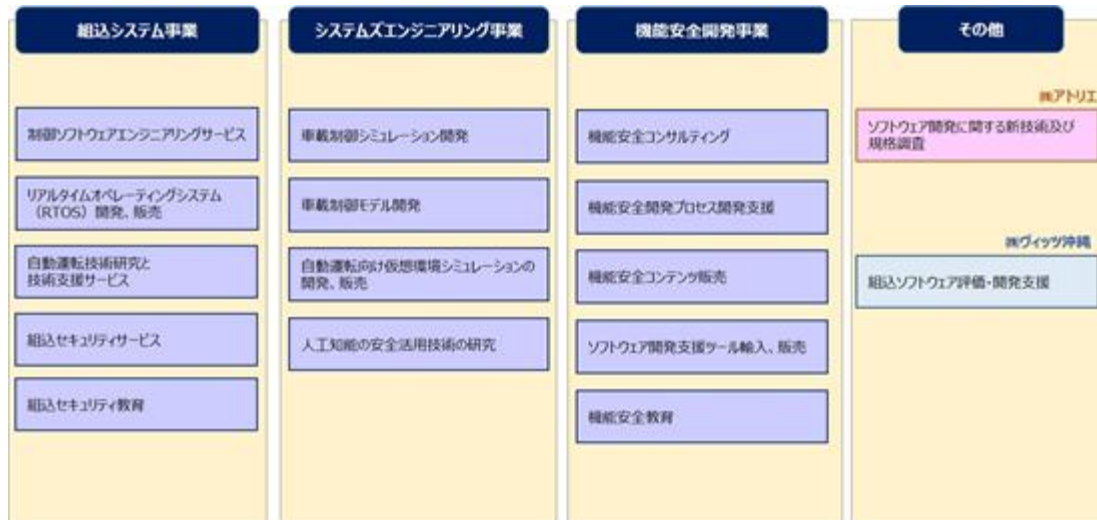 組込システム事業
制御ソフトウェアエンジニアリングサービス
リアルタイムオペレーティングシステム
（RTOS）開発、販売
自動運転技術研究と
技術支援サービス
組込セキュリティサービス
組込セキュリティ教育
システムズエンジニアリング事業
車載制御シミュレーション開発
車載制御モデル開発
自動運転向け仮想環境シミュレーションの
開発、販売
人工知能の安全活用技術の研究
機能安全開発事業
機能安全コンサルティング
機能安全開発プロセス開発支援
機能安全コンテンツ販売
ソフトウェア開発支援ツール輸入、販売
機能安全教育
その他
㈱アトリエ
ソフトウェア開発に関する新技術及び
規格調査
㈱ヴィッツ沖縄
組込ソフトウェア評価・開発支援